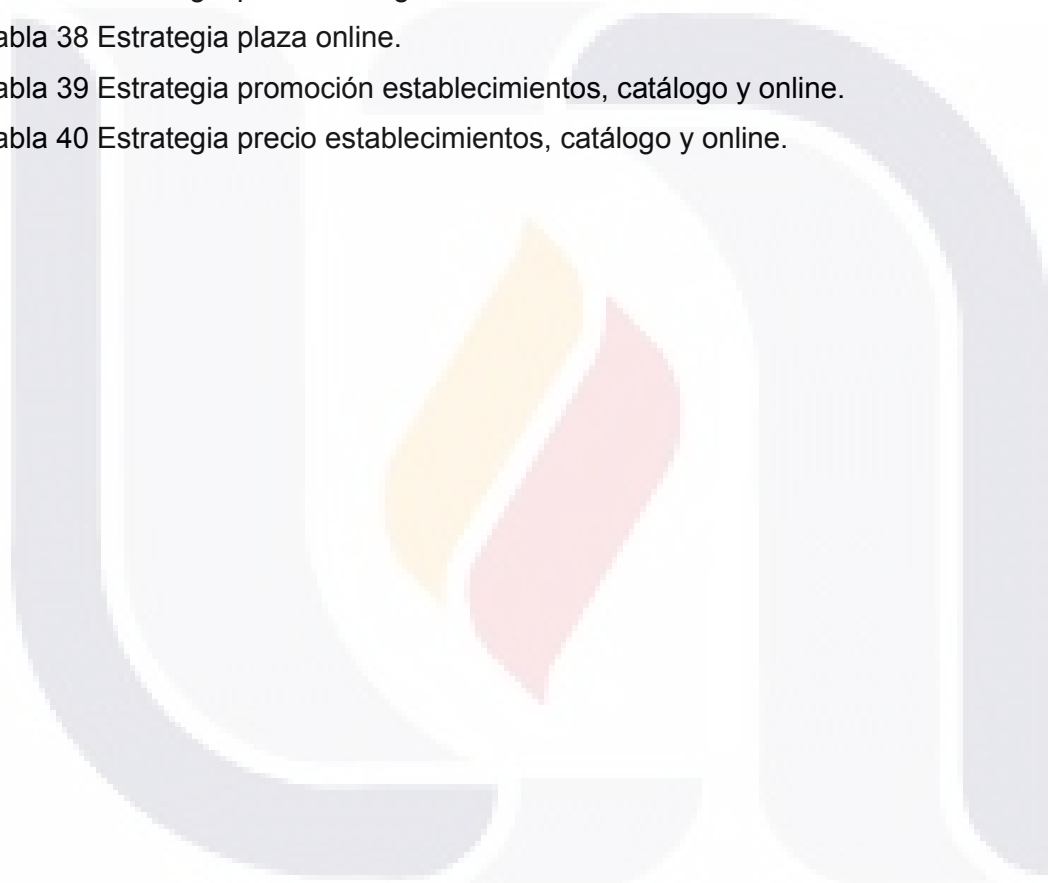 abla 38 Estrategia plaza online.
abla 39 Estrategia promoción establecimientos, catálogo y online.
abla 40 Estrategia precio establecimientos, catálogo y online.